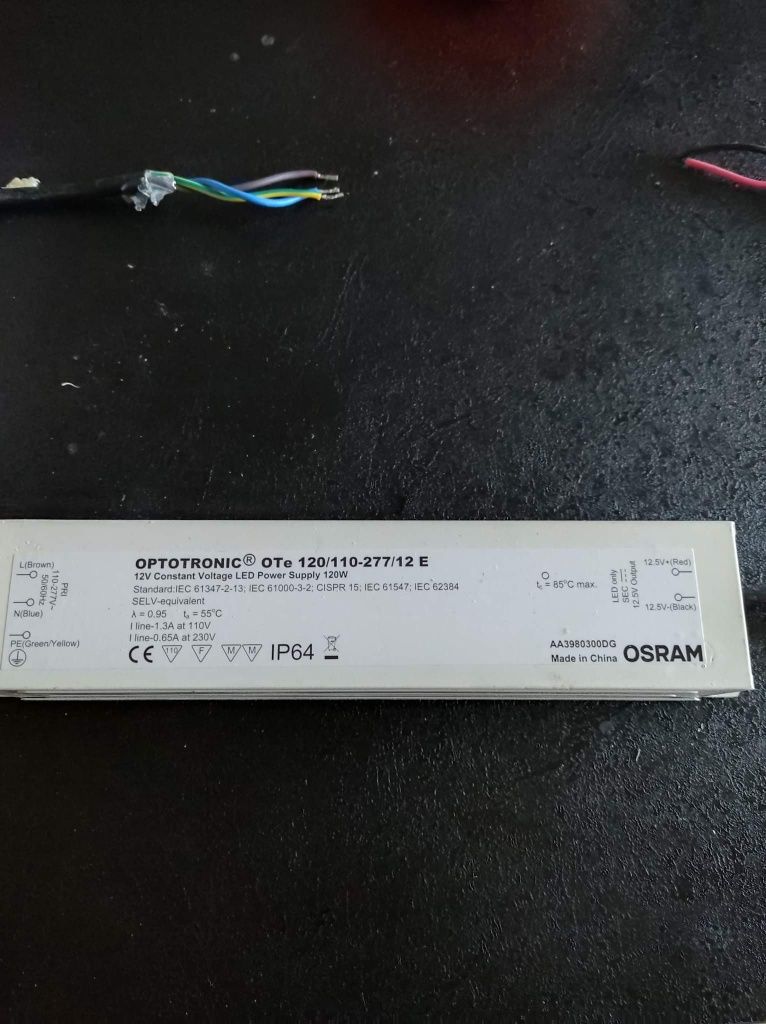 L(Brown)
PRI
110-277V~
50/60Hz
N(Blue)
PE(Green/Yellow)
OPTOTRONIC® OTe 120/110-277/12 E
12V Constant Voltage LED Power Supply 120W
Standard:IEC 61347-2-13; IEC 61000-3-2; CISPR 15; IEC 61547; IEC 62384
SELV-equivalent
λ = 0.95 tₐ = 55°C
I line-1.3A at 110V
I line-0.65A at 230V
CE 110 F M M IP64
tc = 85°C max.
LED only
SEC
12.5V Output
12.5V+(Red)
12.5V-(Black)
AA3980300DG
Made in China OSRAM